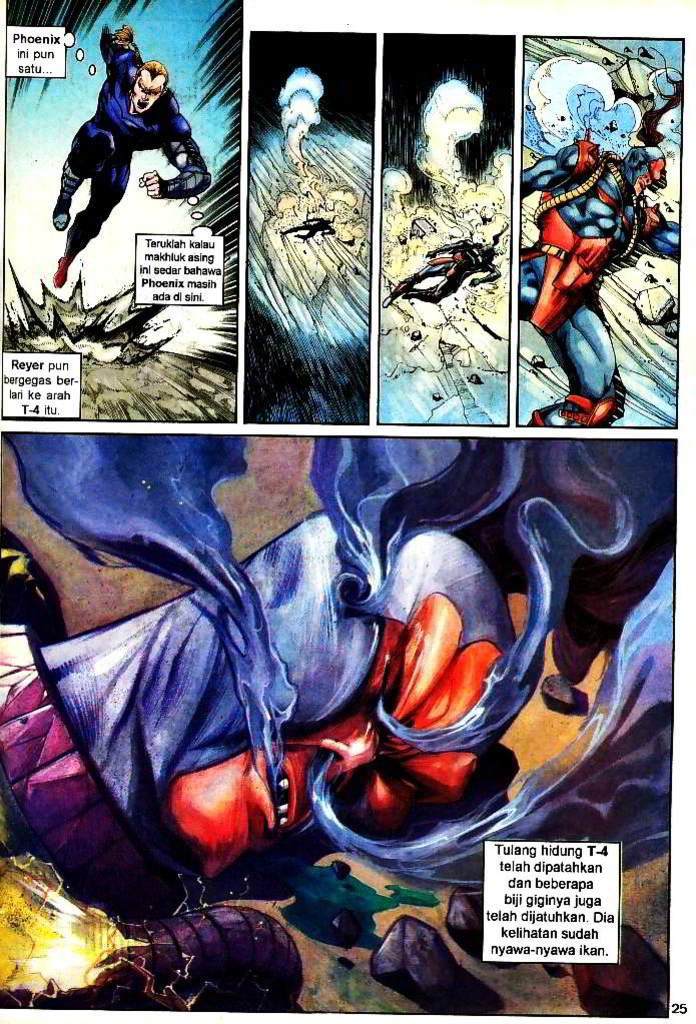 Phoenix
ini pun
satu...
Teruklah kalau
makhluk asing
ini sedar bahawa
Phoenix masih
ada di sini.
Reyer pun
bergegas ber-
lari ke arah
T-4 itu.
Tulang hidung T-4
telah dipatahkan
dan beberapa
biji giginya juga
telah dijatuhkan. Dia
kelihatan sudah
nyawa-nyawa ikan.
25